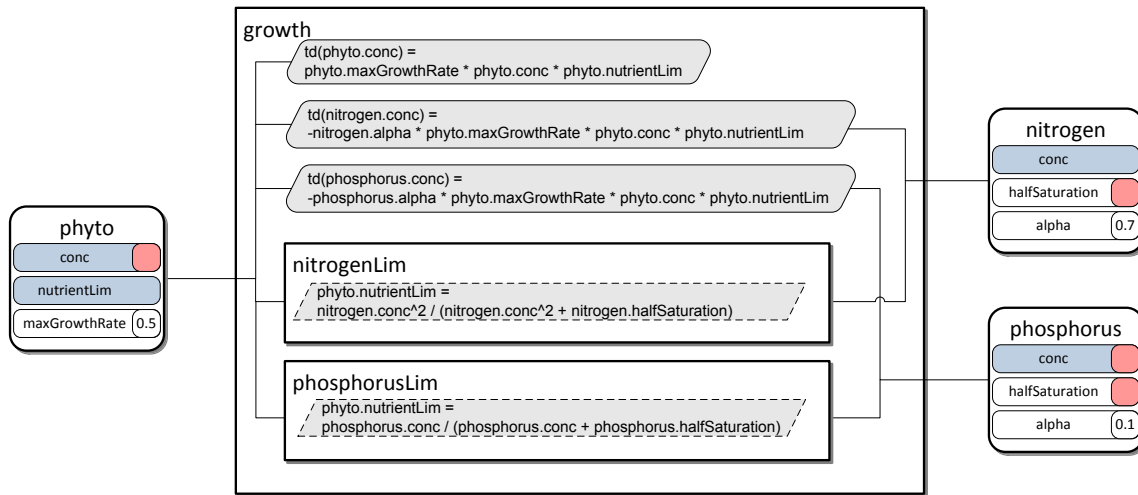 growth
td(phyto.conc) =
phyto.maxGrowthRate * phyto.conc * phyto.nutrientLim
td(nitrogen.conc) =
-nitrogen.alpha * phyto.maxGrowthRate * phyto.conc * phyto.nutrientLim
td(phosphorus.conc) =
-phosphorus.alpha * phyto.maxGrowthRate * phyto.conc * phyto.nutrientLim
nitrogenLim
phyto.nutrientLim =
nitrogen.conc^2 / (nitrogen.conc^2 + nitrogen.halfSaturation)
phosphorusLim
phyto.nutrientLim =
phosphorus.conc / (phosphorus.conc + phosphorus.halfSaturation)
phyto
conc
nutrientLim
maxGrowthRate 0.5
nitrogen
conc
halfSaturation
alpha 0.7
phosphorus
conc
halfSaturation
alpha 0.1